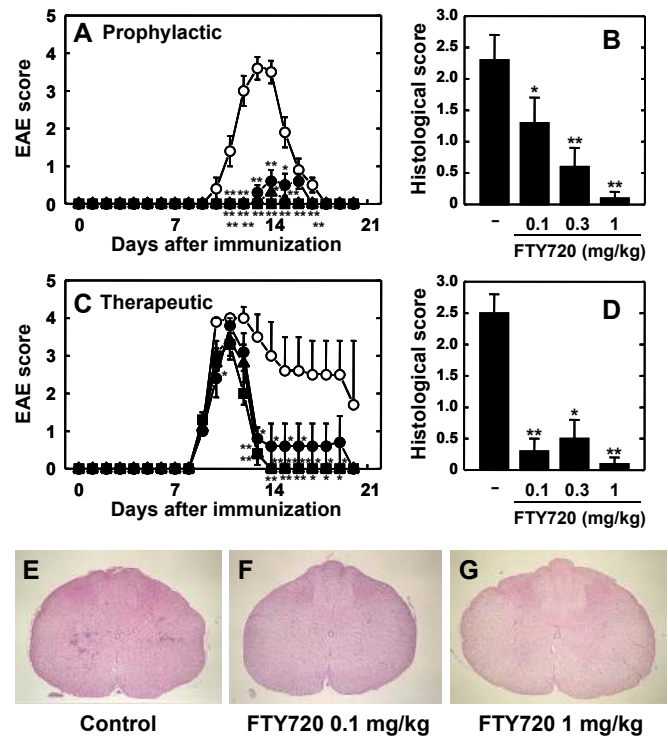 A Prophylactic
EAE score
5
4
3
2
1
0
** ** ** * ** ** ** ** ** ** ** **
0 7 14 21
Days after immunization
B
Histological score
3.0
2.5
2.0
1.5
1.0
0.5
0
* ** **
– 0.1 0.3 1
FTY720 (mg/kg)
C Therapeutic
EAE score
5
4
3
2
1
0
0 7 14 21
Days after immunization
D
Histological score
3.0
2.5
2.0
1.5
1.0
0.5
0
** * **
– 0.1 0.3 1
FTY720 (mg/kg)
E F G
Control FTY720 0.1 mg/kg FTY720 1 mg/kg